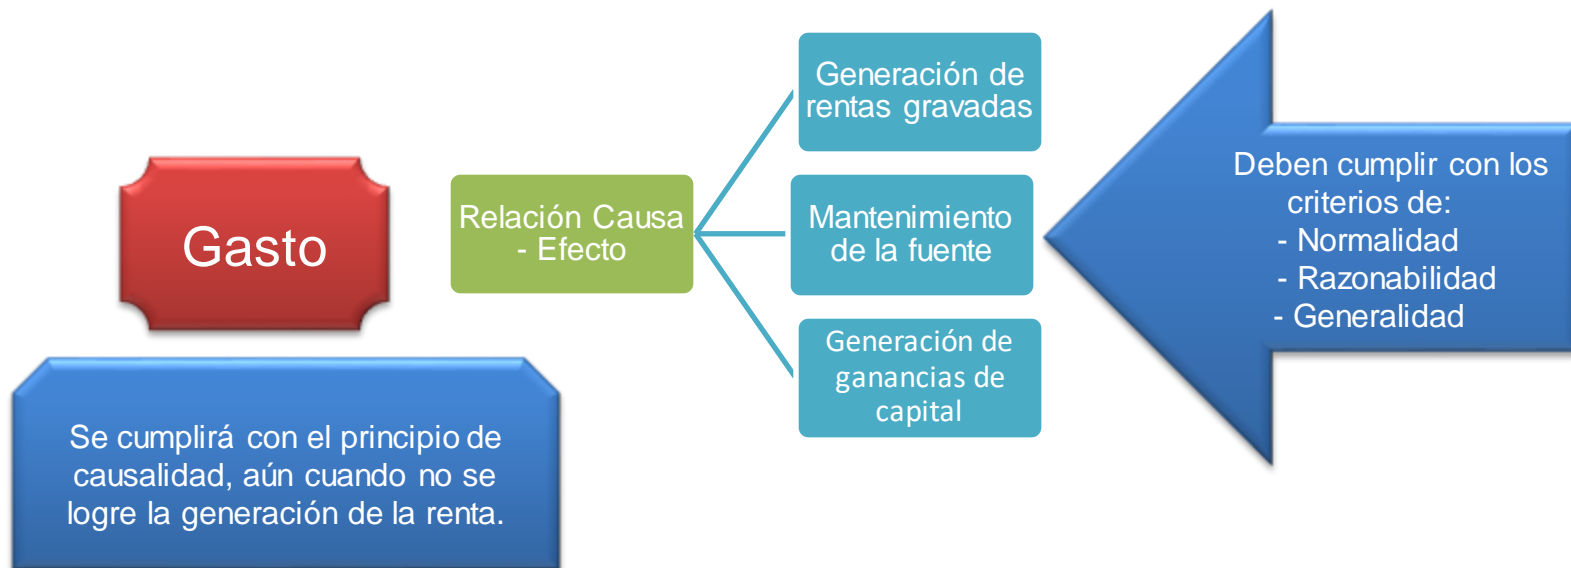 Gasto
Se cumplirá con el principio de
causalidad, aún cuando no se
logre la generación de la renta.
Relación Causa
- Efecto
Generación de
rentas gravadas
Mantenimiento
de la fuente
Generación de
ganancias de
capital
Deben cumplir con los
criterios de:
- Normalidad
- Razonabilidad
- Generalidad